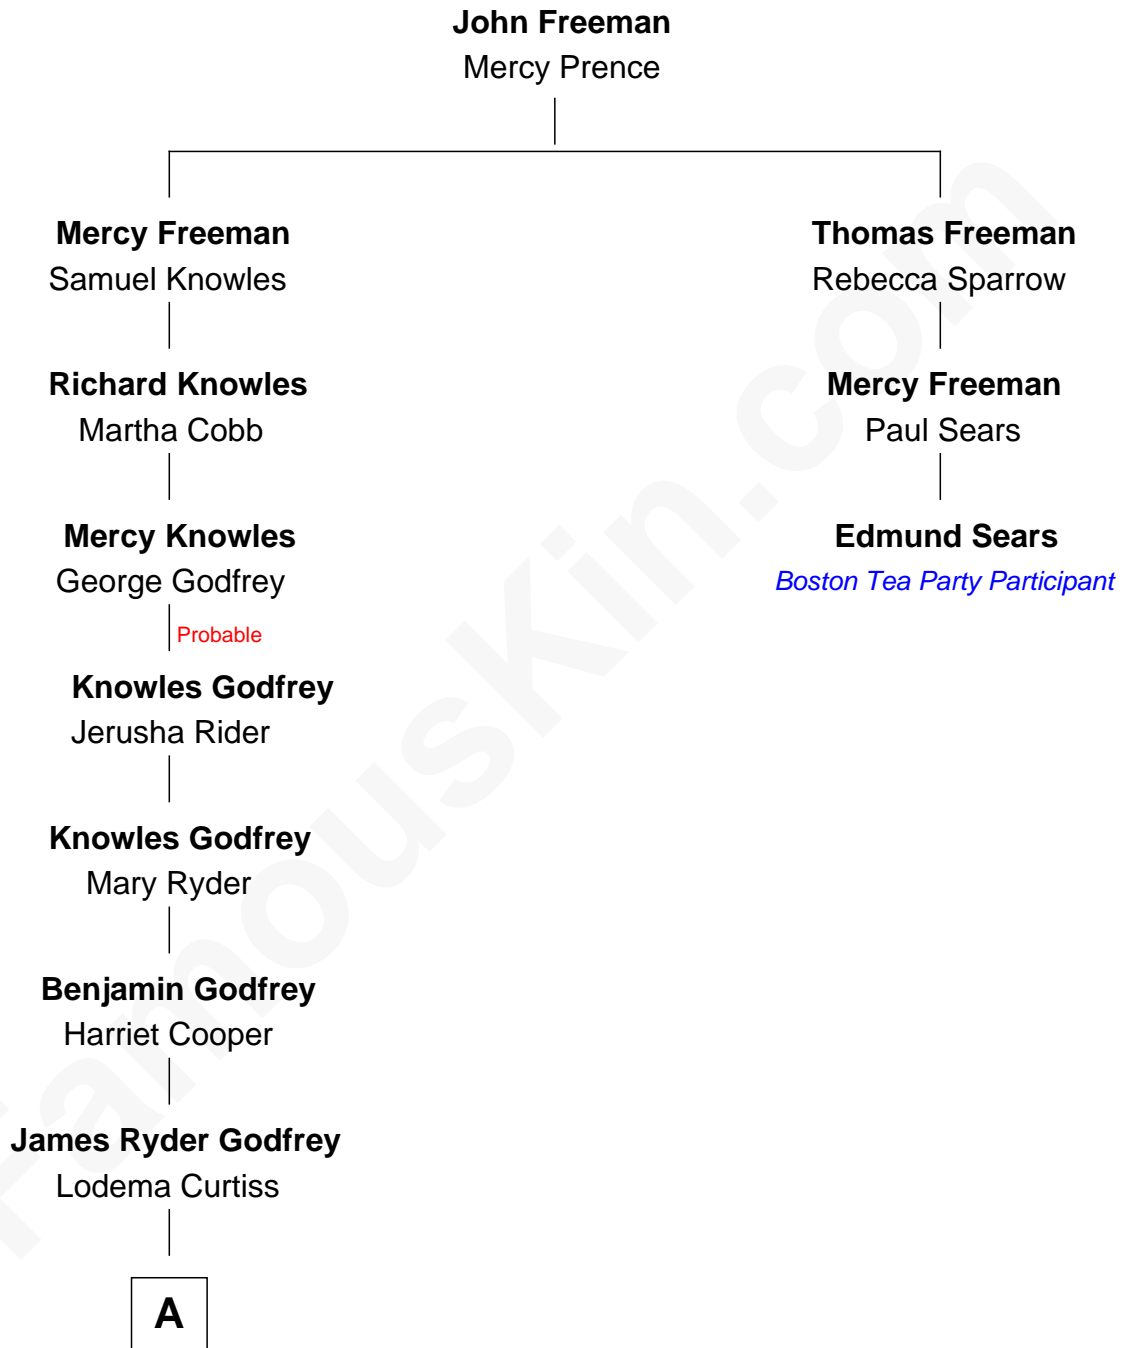 John Freeman
Mercy Prence
Mercy Freeman
Samuel Knowles
Richard Knowles
Martha Cobb
Mercy Knowles
George Godfrey
Probable
Knowles Godfrey
Jerusha Rider
Knowles Godfrey
Mary Ryder
Benjamin Godfrey
Harriet Cooper
James Ryder Godfrey
Lodema Curtiss
A
Thomas Freeman
Rebecca Sparrow
Mercy Freeman
Paul Sears
Edmund Sears
Boston Tea Party Participant
FamousKin.com